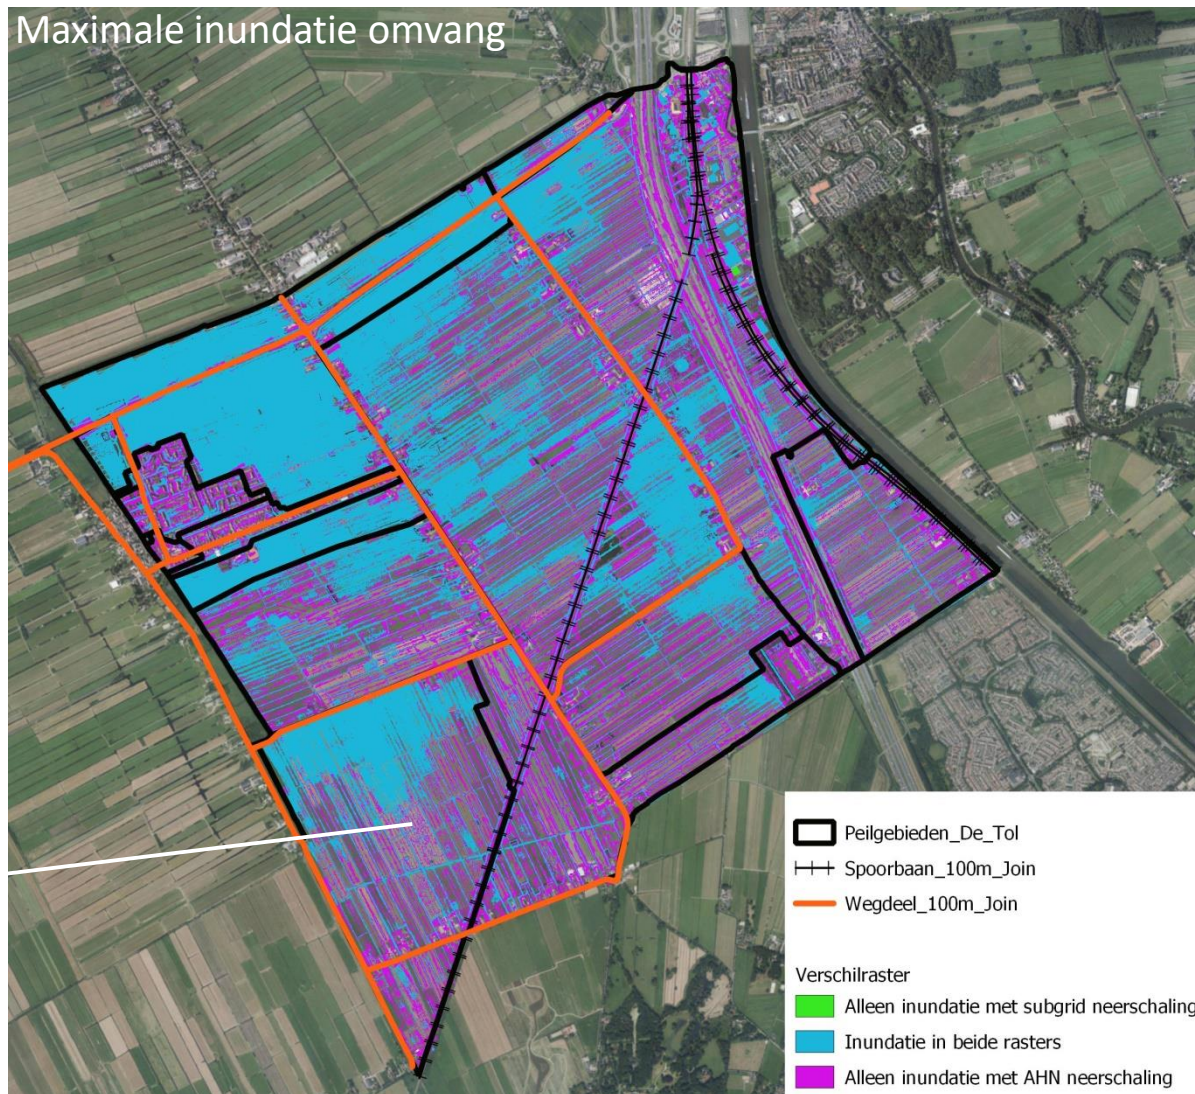 Maximale inundatie omvang
Peilgebieden_De_Tol
Spoorbaan_100m_Join
Wegdeel_100m_Join
Verschilraster
Alleen inundatie met subgrid neerschaling
Inundatie in beide rasters
Alleen inundatie met AHN neerschaling